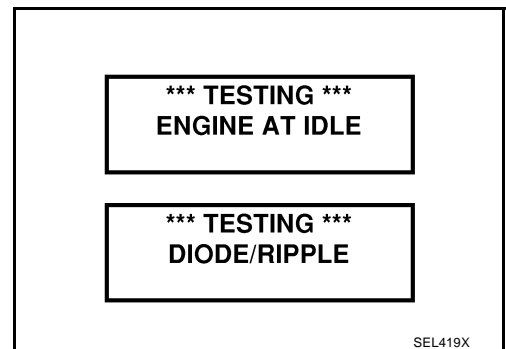 *** TESTING ***
ENGINE AT IDLE
*** TESTING ***
DIODE/RIPPLE
SEL419X